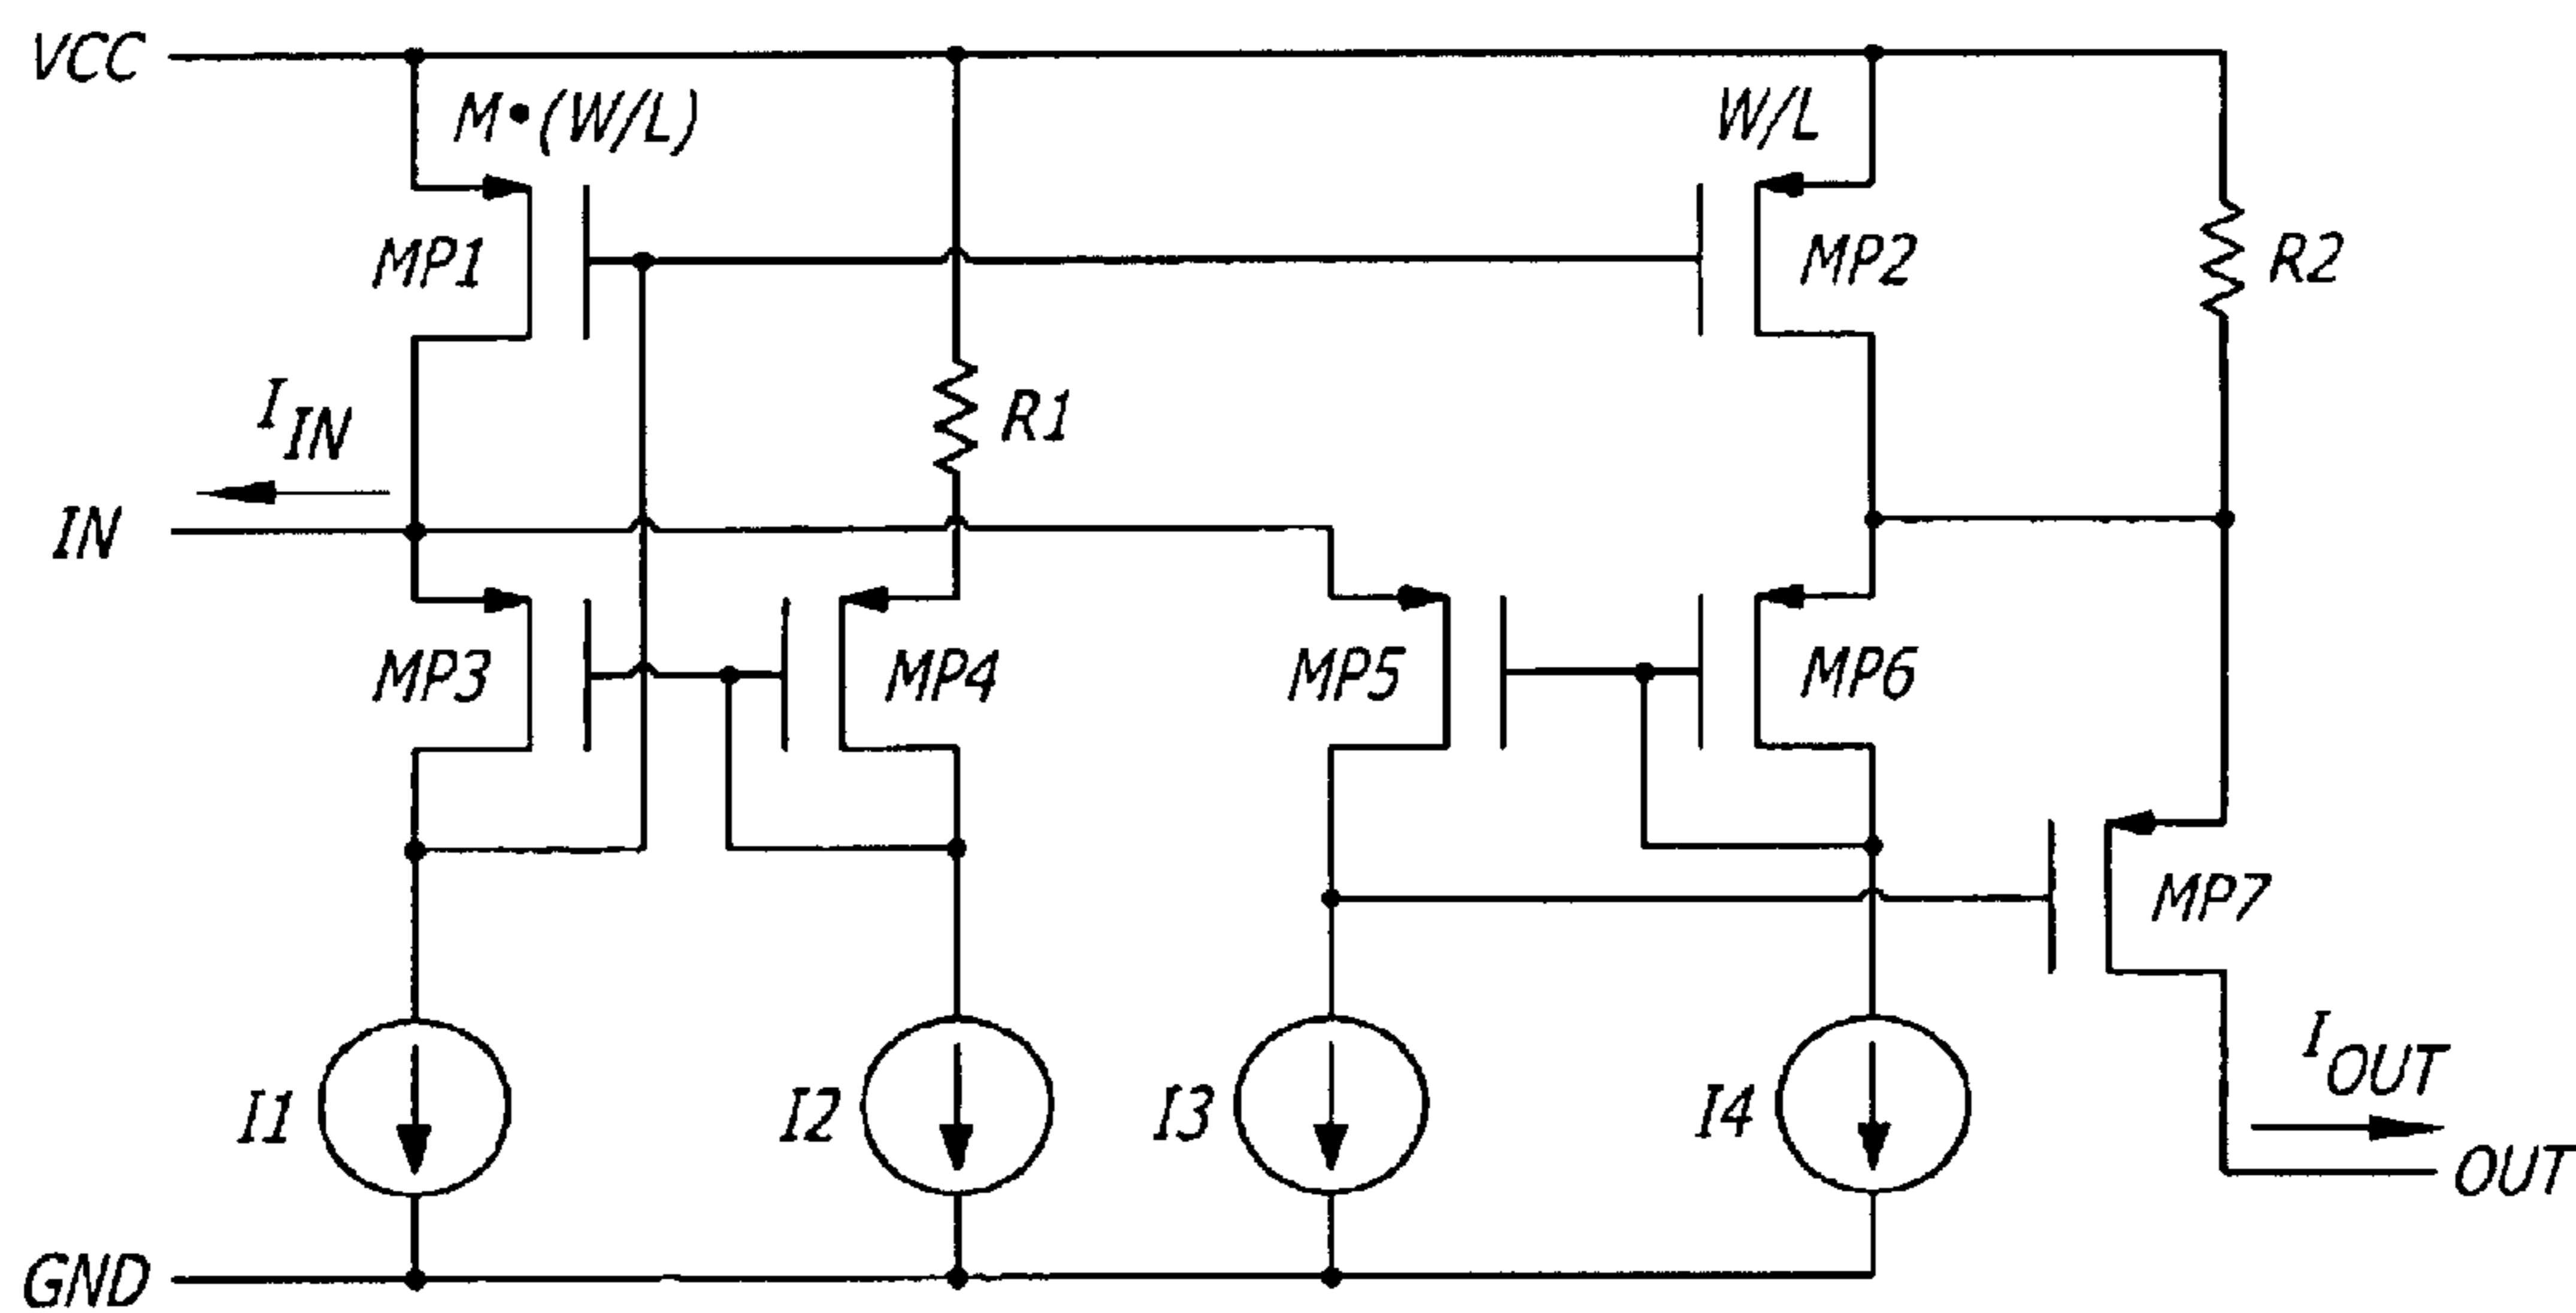 VCC
M•(W/L)
W/L
MP1
MP2
R2
R1
I IN
IN
MP3
MP4
MP5
MP6
MP7
I1
I2
I3
I4
I OUT
OUT
GND